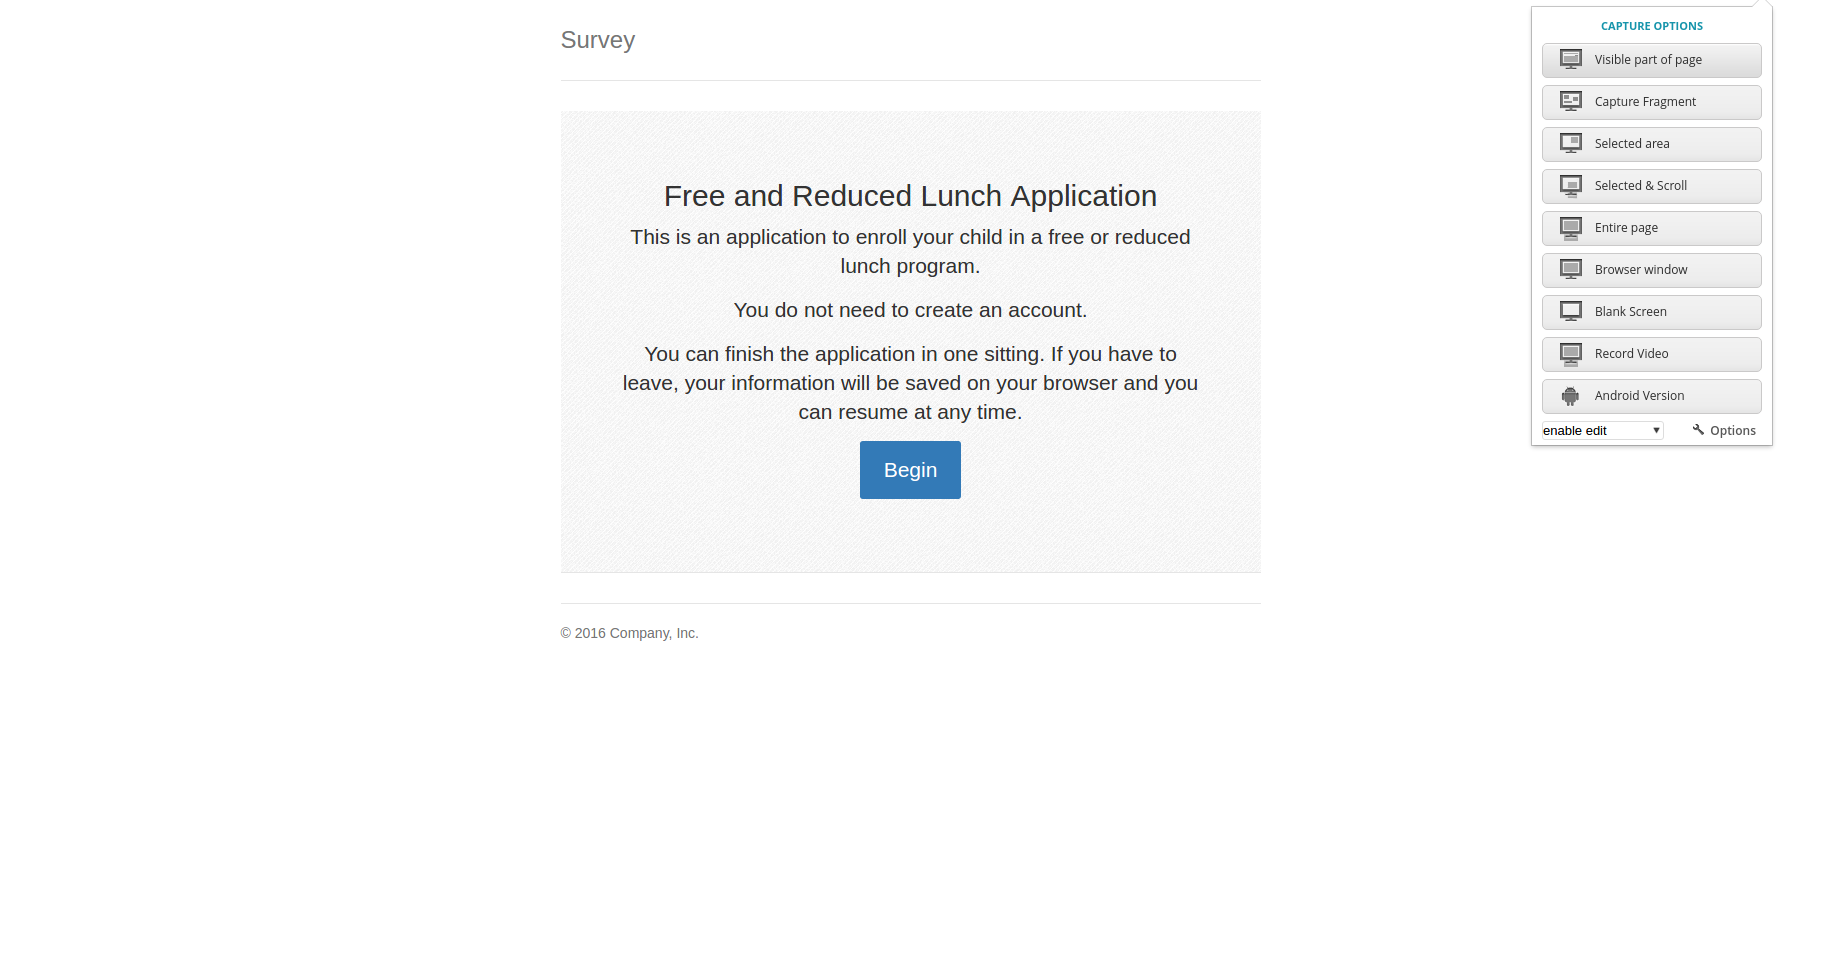 Survey
Free and Reduced Lunch Application
This is an application to enroll your child in a free or reduced
lunch program.
You do not need to create an account.
You can finish the application in one sitting. If you have to
leave, your information will be saved on your browser and you
can resume at any time.
Begin
© 2016 Company, Inc.
CAPTURE OPTIONS
Visible part of page
Capture Fragment
Selected area
Selected & Scroll
Entire page
Browser window
Blank Screen
Record Video
Android Version
enable edit
Options